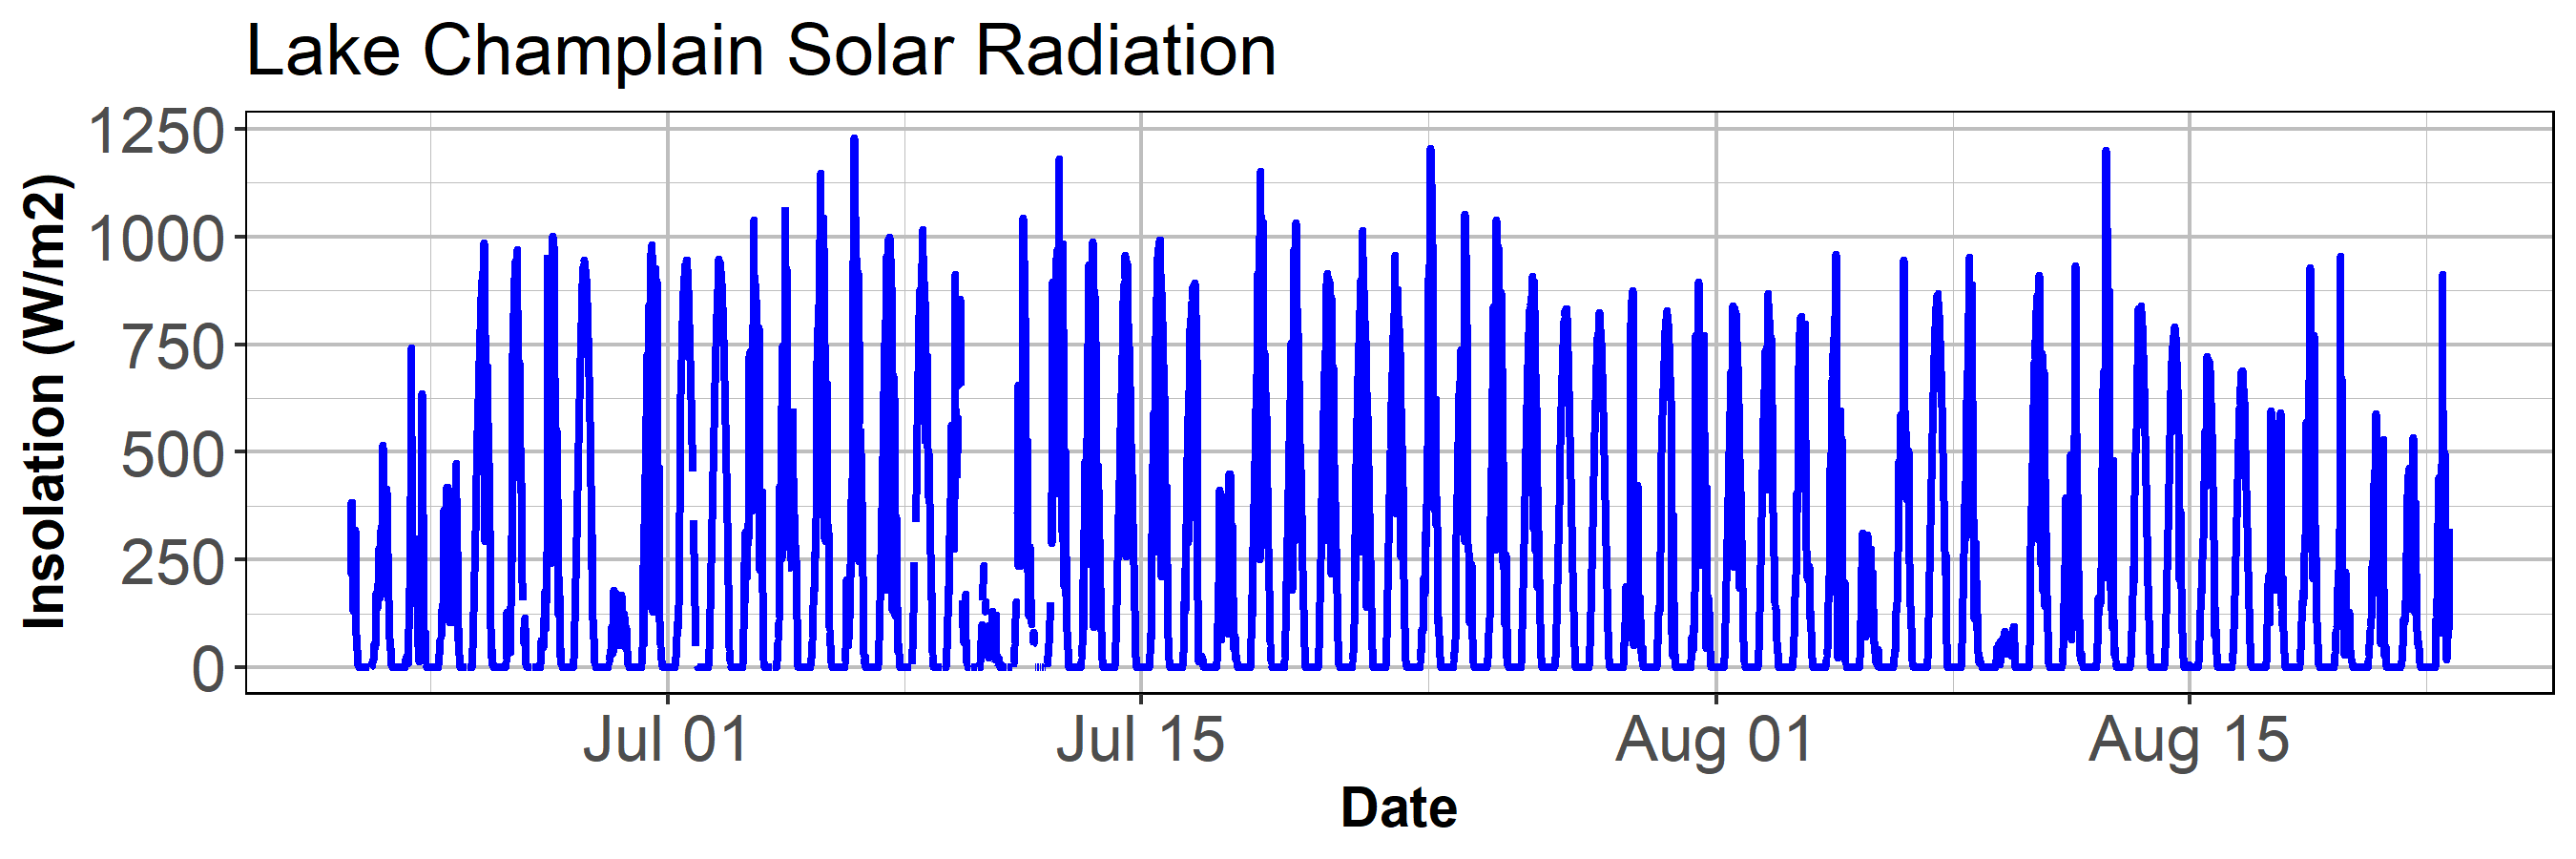 Lake Champlain Solar Radiation
Insolation (W/m2)
1250
1000
750
500
250
0
Jul 01
Jul 15
Aug 01
Aug 15
Date